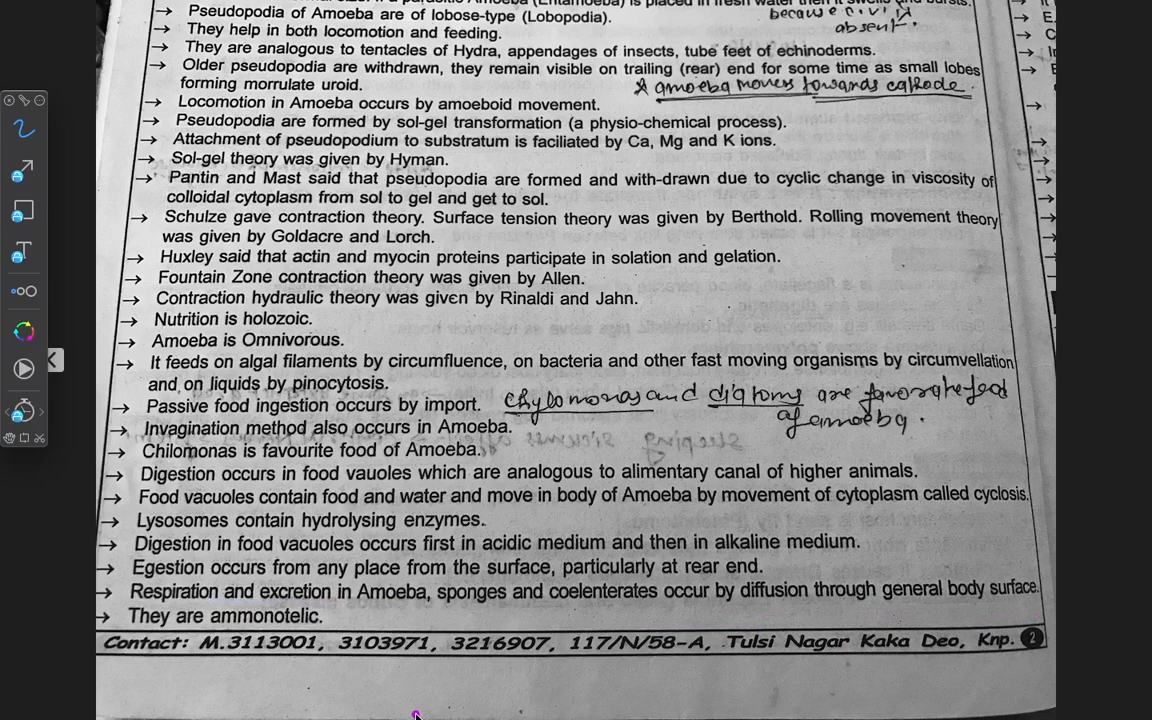 is placed in fresh water then it swells and bursts.
→ Pseudopodia of Amoeba are of lobose-type (Lobopodia).
because
absent.
→ They help in both locomotion and feeding.
→ They are analogous to tentacles of Hydra, appendages of insects, tube feet of echinoderms.
→ Older pseudopodia are withdrawn, they remain visible on trailing (rear) end for some time as small lobes
forming morrulate uroid.
amoeba moves towards cathode.
→ Locomotion in Amoeba occurs by amoeboid movement.
→ Pseudopodia are formed by sol-gel transformation (a physio-chemical process).
→ Attachment of pseudopodium to substratum is faciliated by Ca, Mg and K ions.
→ Sol-gel theory was given by Hyman.
→ Pantin and Mast said that pseudopodia are formed and with-drawn due to cyclic change in viscosity of
colloidal cytoplasm from sol to gel and get to sol.
→ Schulze gave contraction theory. Surface tension theory was given by Berthold. Rolling movement theory
was given by Goldacre and Lorch.
→ Huxley said that actin and myocin proteins participate in solation and gelation.
→ Fountain Zone contraction theory was given by Allen.
→ Contraction hydraulic theory was given by Rinaldi and Jahn.
→ Nutrition is holozoic.
→ Amoeba is Omnivorous.
→ It feeds on algal filaments by circumfluence, on bacteria and other fast moving organisms by circumvellation
and on liquids by pinocytosis.
→ Passive food ingestion occurs by import.
chylomonas and diatoms are favorate food
of amoeba.
→ Invagination method also occurs in Amoeba.
→ Chilomonas is favourite food of Amoeba.
→ Digestion occurs in food vauoles which are analogous to alimentary canal of higher animals.
→ Food vacuoles contain food and water and move in body of Amoeba by movement of cytoplasm called cyclosis.
→ Lysosomes contain hydrolysing enzymes.
→ Digestion in food vacuoles occurs first in acidic medium and then in alkaline medium.
→ Egestion occurs from any place from the surface, particularly at rear end.
→ Respiration and excretion in Amoeba, sponges and coelenterates occur by diffusion through general body surface.
→ They are ammonotelic.
Contact: M.3113001, 3103971, 3216907, 117/N/58-A, Tulsi Nagar Kaka Deo, Knp. 2